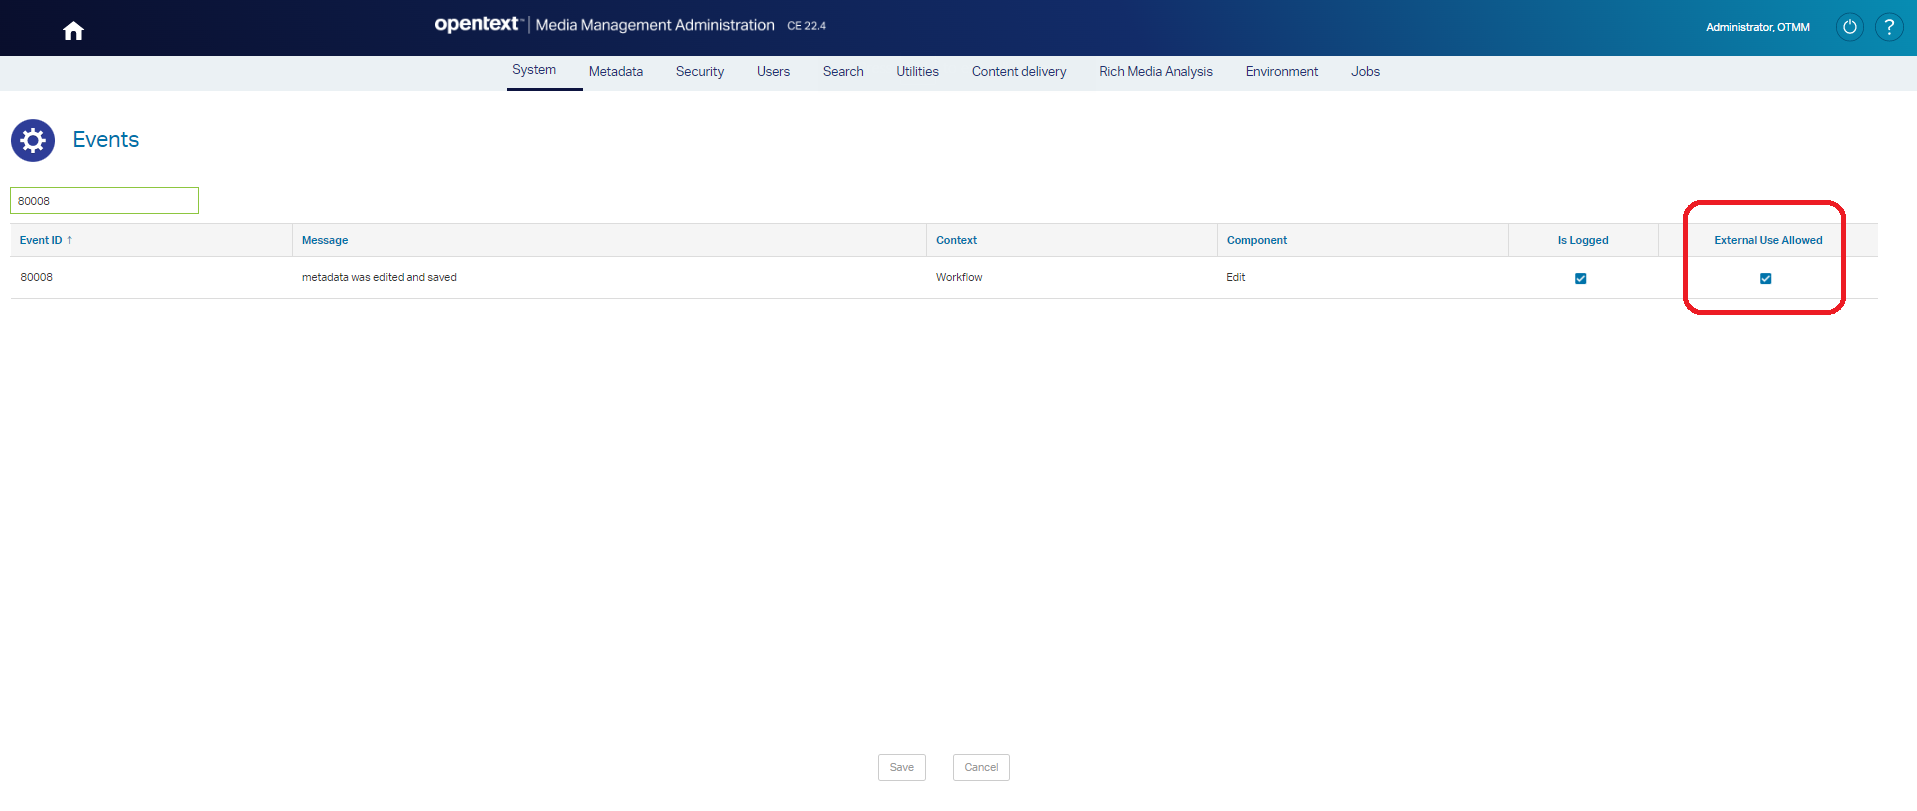 opentext™ | Media Management Administration CE 22.4
Administrator, OTMM
?
System Metadata Security Users Search Utilities Content delivery Rich Media Analysis Environment Jobs
Events
80008
Event ID ↑ Message Context Component Is Logged External Use Allowed
80008 metadata was edited and saved Workflow Edit
Save Cancel